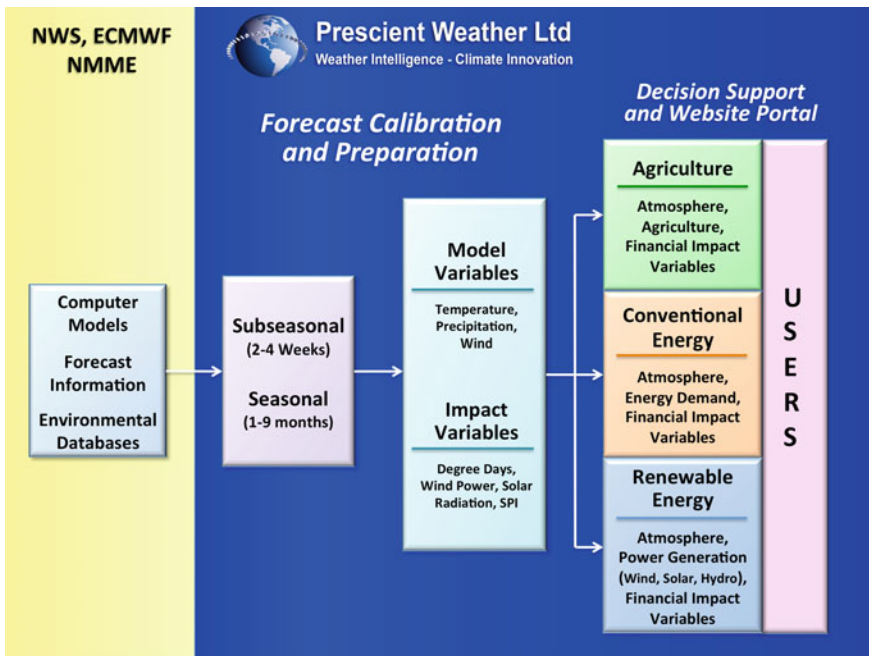 NWS, ECMWF
NMME
Prescient Weather Ltd
Weather Intelligence - Climate Innovation
Forecast Calibration
and Preparation
Decision Support
and Website Portal
Computer
Models
Forecast
Information
Environmental
Databases
Subseasonal
(2-4 Weeks)
Seasonal
(1-9 months)
Model
Variables
Temperature,
Precipitation,
Wind
Impact
Variables
Degree Days,
Wind Power, Solar
Radiation, SPI
Agriculture
Atmosphere,
Agriculture,
Financial Impact
Variables
Conventional
Energy
Atmosphere,
Energy Demand,
Financial Impact
Variables
Renewable
Energy
Atmosphere,
Power Generation
(Wind, Solar, Hydro),
Financial Impact
Variables
U
S
E
R
S